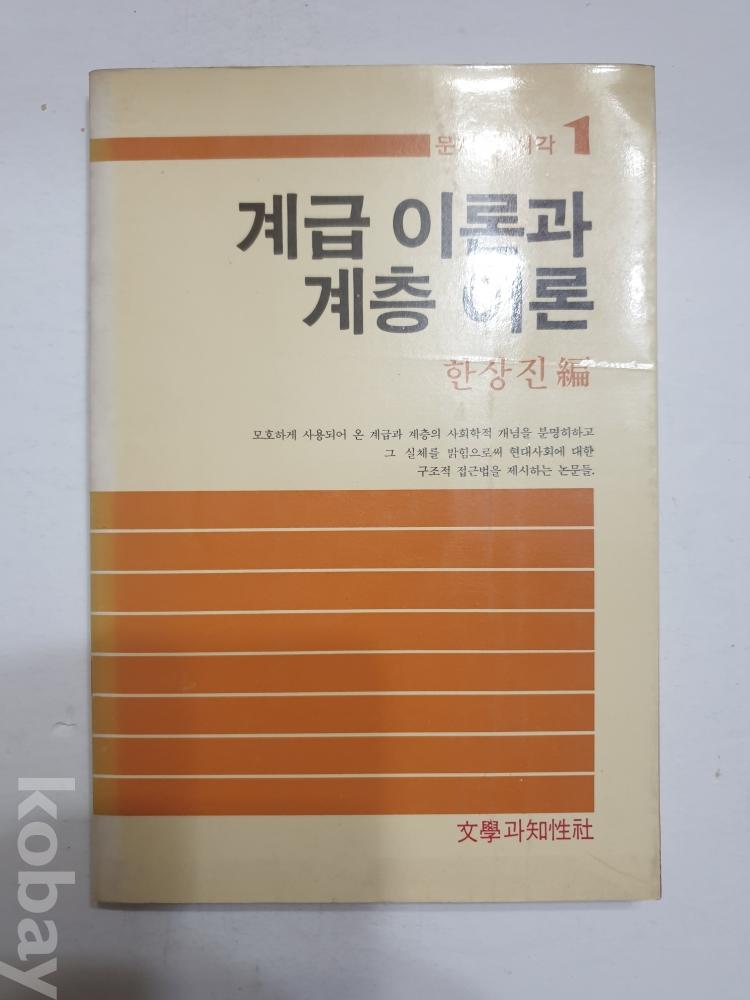 1
계급 이론과
계층 이론
한상진 編
모호하게 사용되어 온 계급과 계층의 사회학적 개념을 분명히하고
그 실체를 밝힘으로써 현대사회에 대한
구조적 접근법을 제시하는 논문들.
文學과知性社
kobay